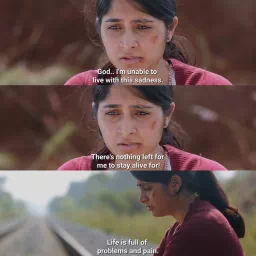 God.. i'm unable to
live with this sadness.
There's nothing left for
me to stay alive for!
Life is full of
problems and pain,